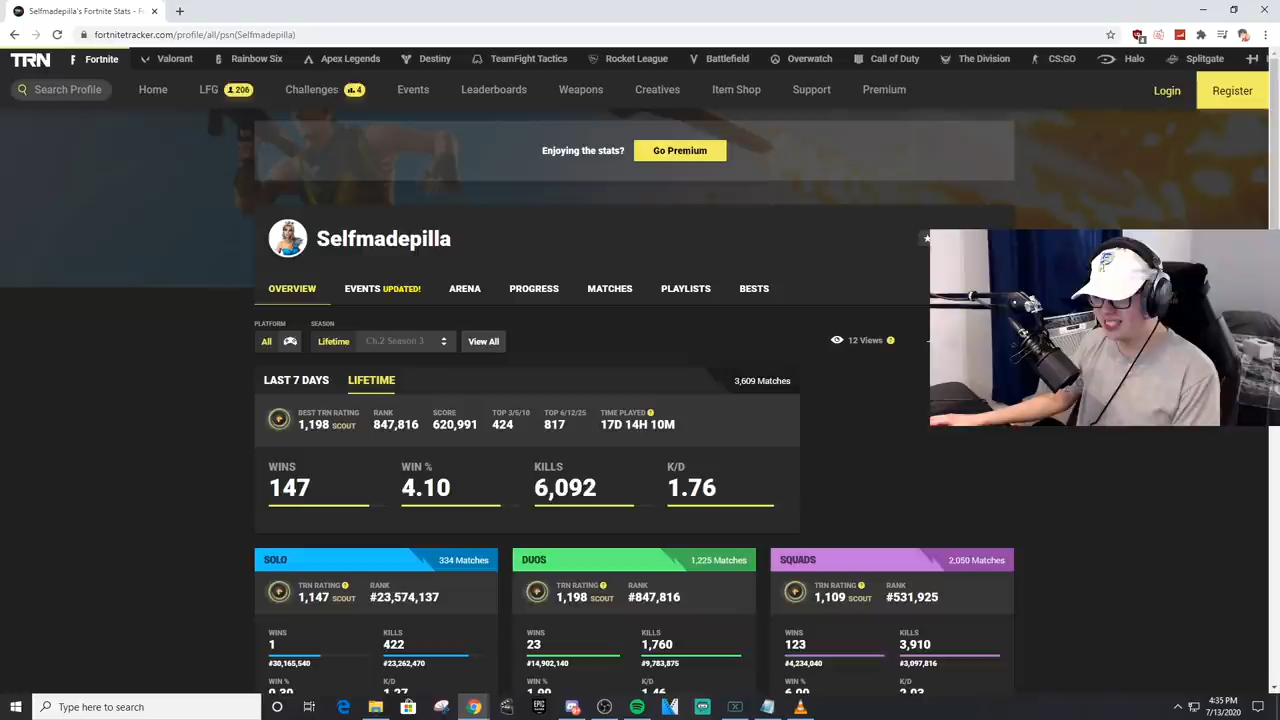 Selfmadepilla's Fortnite Stats - F
fortnitetracker.com/profile/all/psn(Selfmadepilla)
TRN Fortnite Valorant Rainbow Six Apex Legends Destiny TeamFight Tactics Rocket League Battlefield Overwatch Call of Duty The Division CS:GO Halo Splitgate
Search Profile Home LFG 206 Challenges 4 Events Leaderboards Weapons Creatives Item Shop Support Premium Login Register
Enjoying the stats? Go Premium
Selfmadepilla
OVERVIEW EVENTS UPDATED! ARENA PROGRESS MATCHES PLAYLISTS BESTS
PLATFORM SEASON
All Lifetime Ch.2 Season 3 View All 12 Views
LAST 7 DAYS LIFETIME 3,609 Matches
BEST TRN RATING RANK SCORE TOP 3/5/10 TOP 6/12/25 TIME PLAYED
1,198 SCOUT 847,816 620,991 424 817 17D 14H 10M
WINS WIN % KILLS K/D
147 4.10 6,092 1.76
SOLO 334 Matches DUOS 1,225 Matches SQUADS 2,050 Matches
TRN RATING RANK TRN RATING RANK TRN RATING RANK
1,147 SCOUT #23,574,137 1,198 SCOUT #847,816 1,109 SCOUT #531,925
WINS KILLS WINS KILLS WINS KILLS
1 422 23 1,760 123 3,910
#30,165,540 #23,262,470 #14,902,140 #9,783,875 #4,234,040 #3,097,816
WIN % K/D WIN % K/D WIN % K/D
Type here to search
4:35 PM
7/13/2020